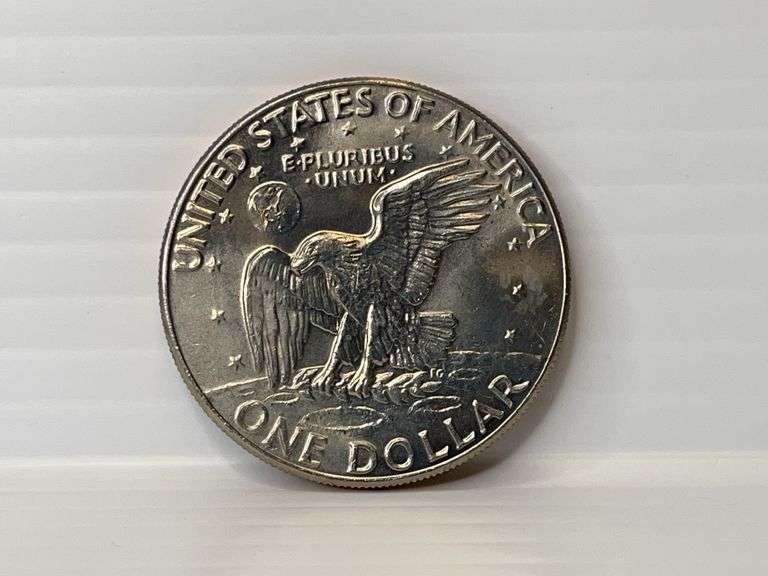 UNITED STATES OF AMERICA
E·PLURIBUS
·UNUM·
ONE DOLLAR